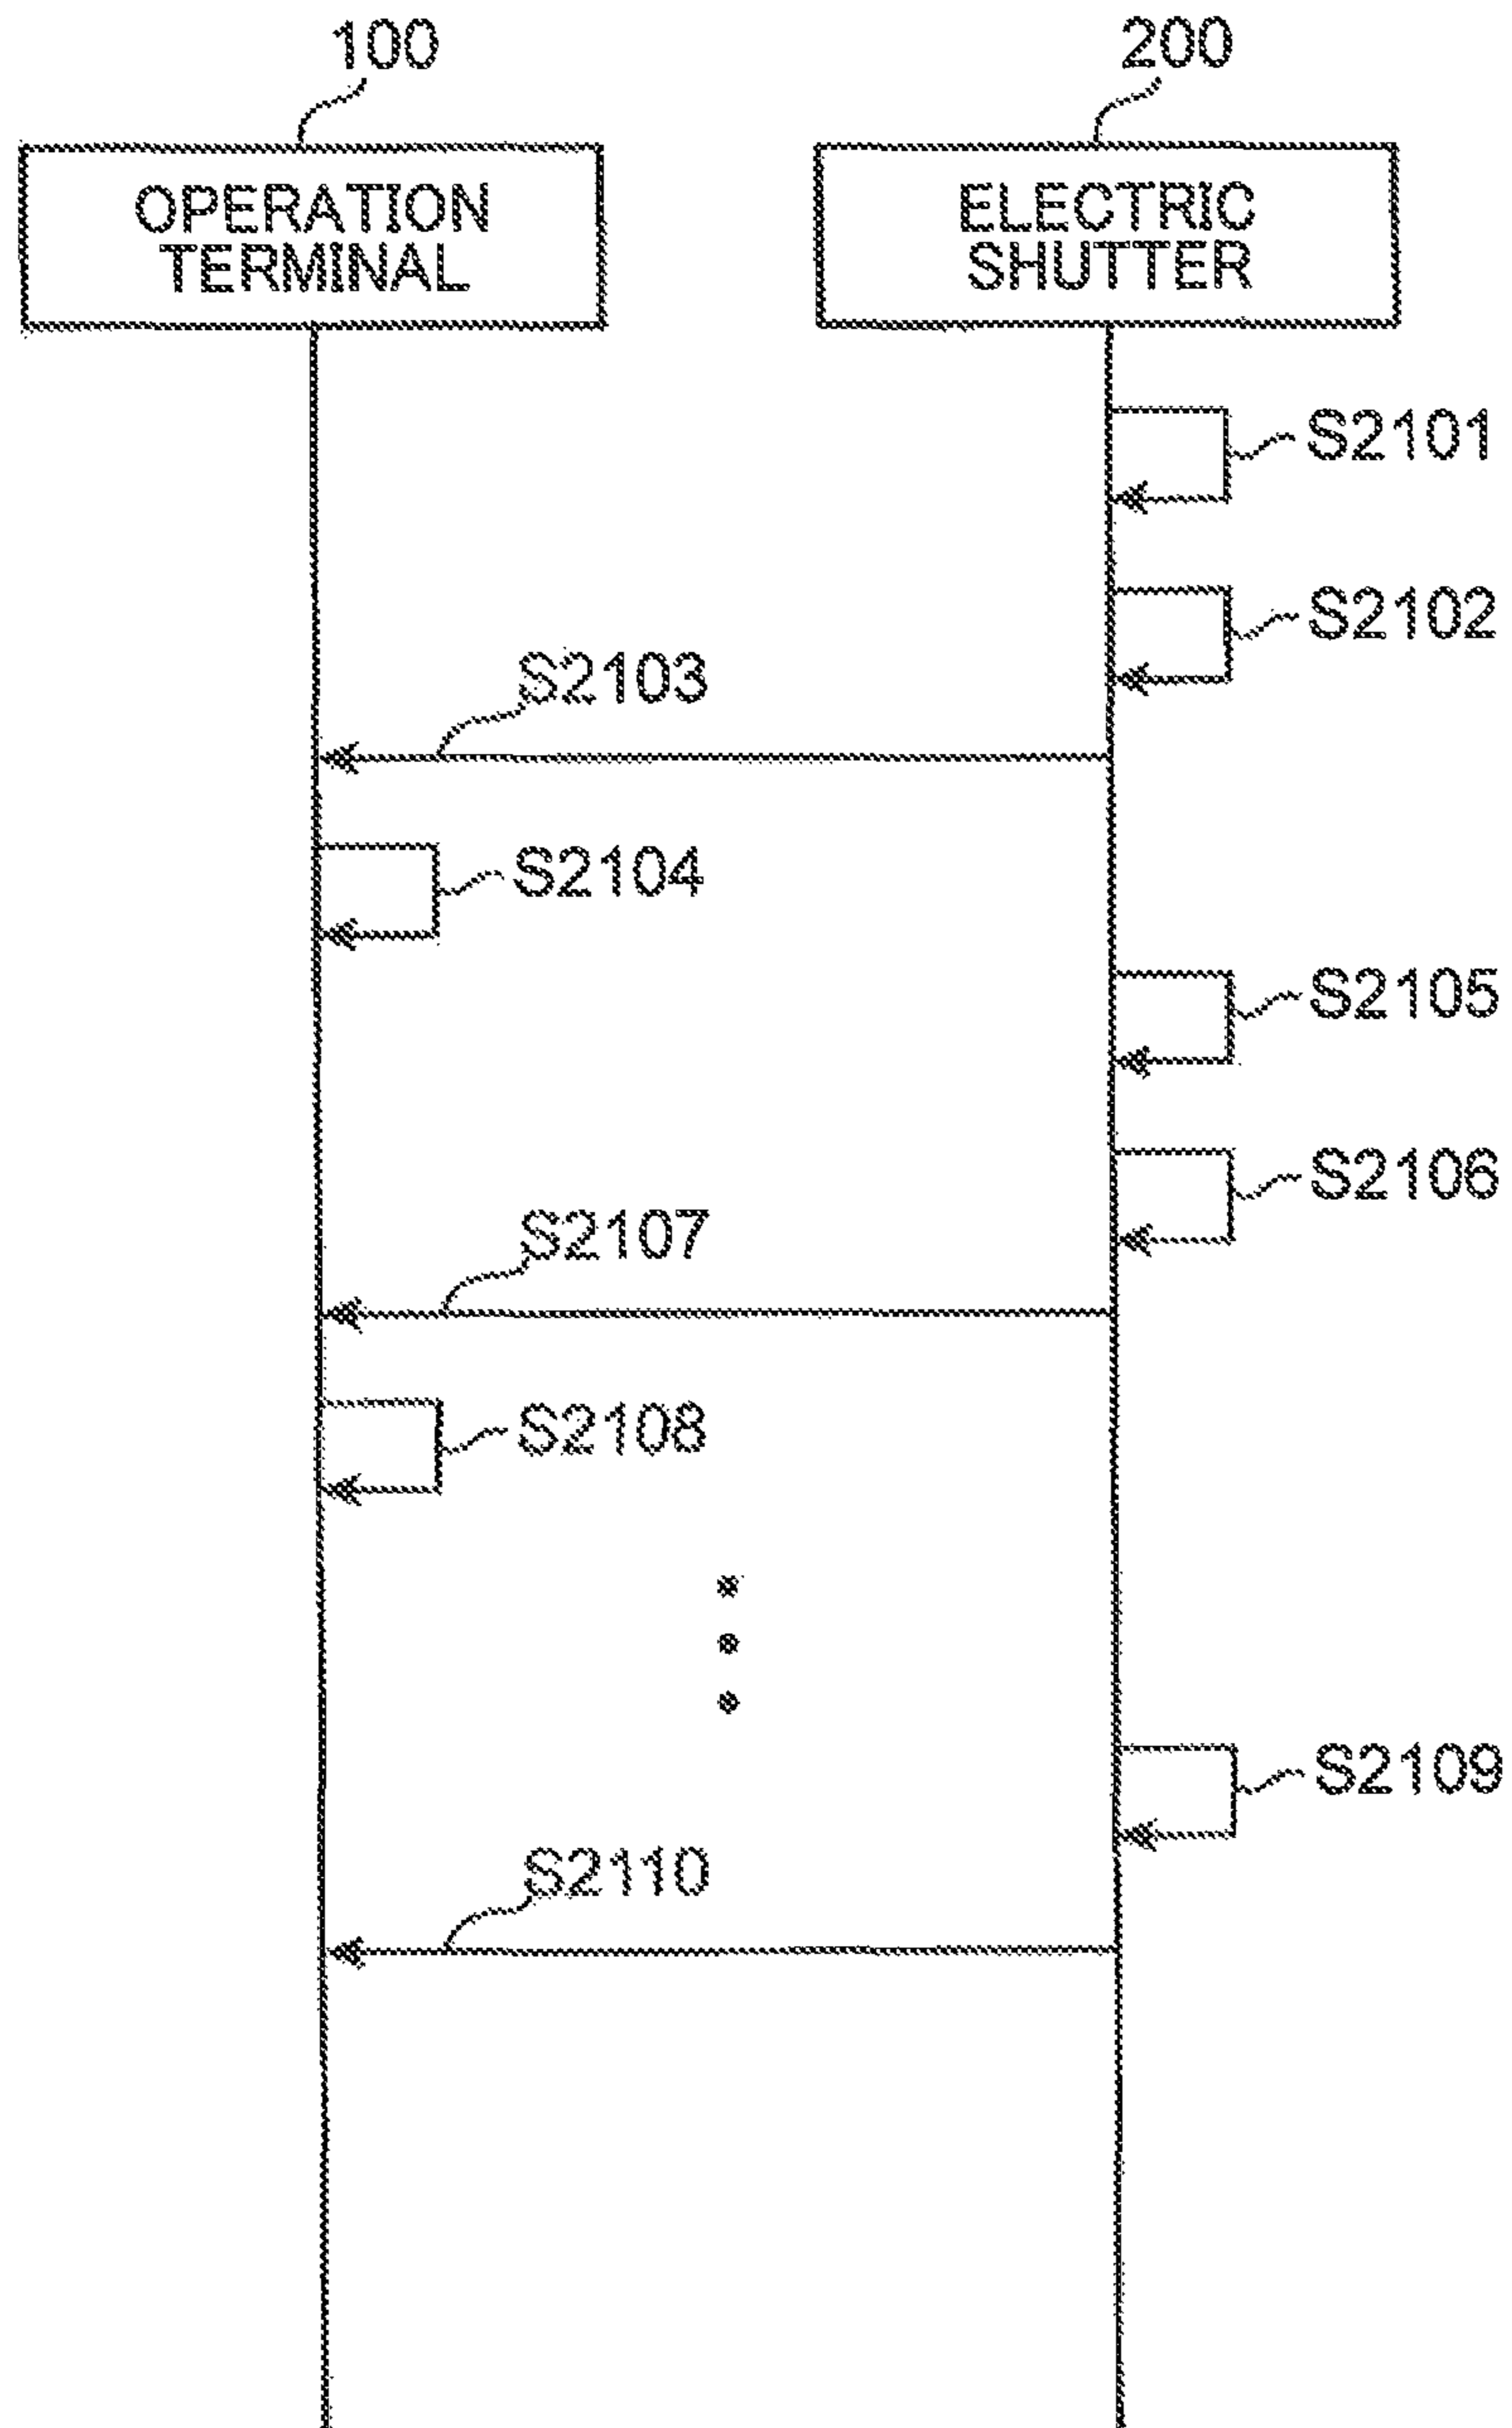 100
200
OPERATION
TERMINAL
ELECTRIC
SHUTTER
S2101
S2102
S2103
S2104
S2105
S2106
S2107
S2108
S2109
S2110